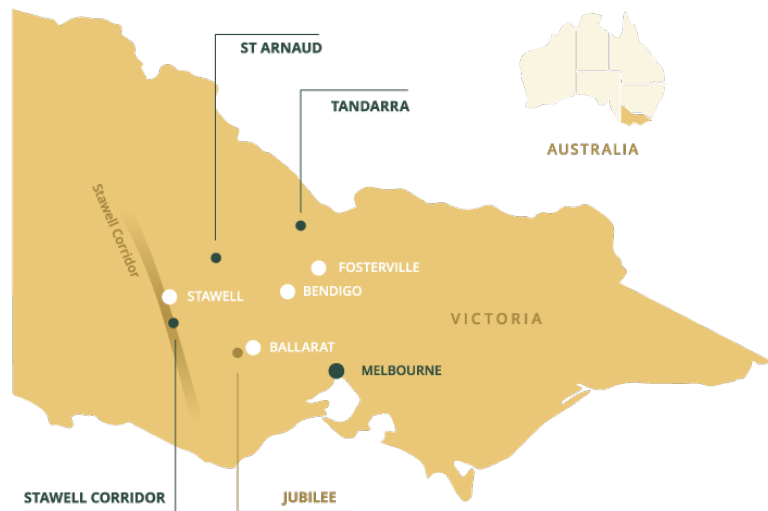 ST ARNAUD
TANDARRA
AUSTRALIA
Stawell Corridor
FOSTERVILLE
BENDIGO
STAWELL
VICTORIA
BALLARAT
MELBOURNE
STAWELL CORRIDOR
JUBILEE